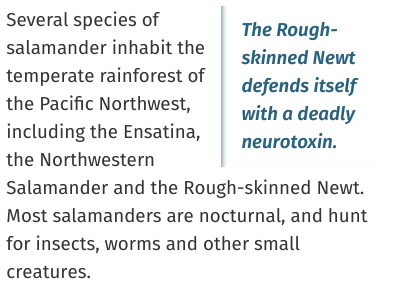 Several species of
salamander inhabit the
temperate rainforest of
the Pacific Northwest,
including the Ensatina,
the Northwestern
Salamander and the Rough-skinned Newt.
Most salamanders are nocturnal, and hunt
for insects, worms and other small
creatures.
The Rough-
skinned Newt
defends itself
with a deadly
neurotoxin.